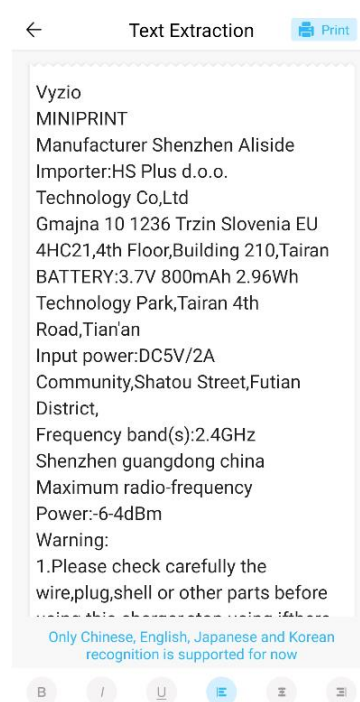 Text Extraction
Print
Vyzio
MINIPRINT
Manufacturer Shenzhen Aliside
Importer:HS Plus d.o.o.
Technology Co,Ltd
Gmajna 10 1236 Trzin Slovenia EU
4HC21,4th Floor,Building 210,Tairan
BATTERY:3.7V 800mAh 2.96Wh
Technology Park,Tairan 4th
Road,Tian'an
Input power:DC5V/2A
Community,Shatou Street,Futian
District,
Frequency band(s):2.4GHz
Shenzhen guangdong china
Maximum radio-frequency
Power:-6-4dBm
Warning:
1.Please check carefully the
wire,plug,shell or other parts before
Only Chinese, English, Japanese and Korean
recognition is supported for now
B
I
U